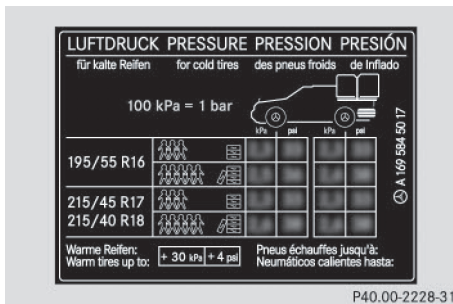 LUFTDRUCK PRESSURE PRESSION PRESIÓN
für kalte Reifen for cold tires des pneus froids de Inflado
100 kPa = 1 bar
kPa psi kPa psi
195/55 R16
215/45 R17
215/40 R18
A 169 584 50 17
Warme Reifen: Pneus échauffes jusqu'à:
Warm tires up to: + 30 kPa +4 psi Neumáticos calientes hasta:
P40.00-2228-31